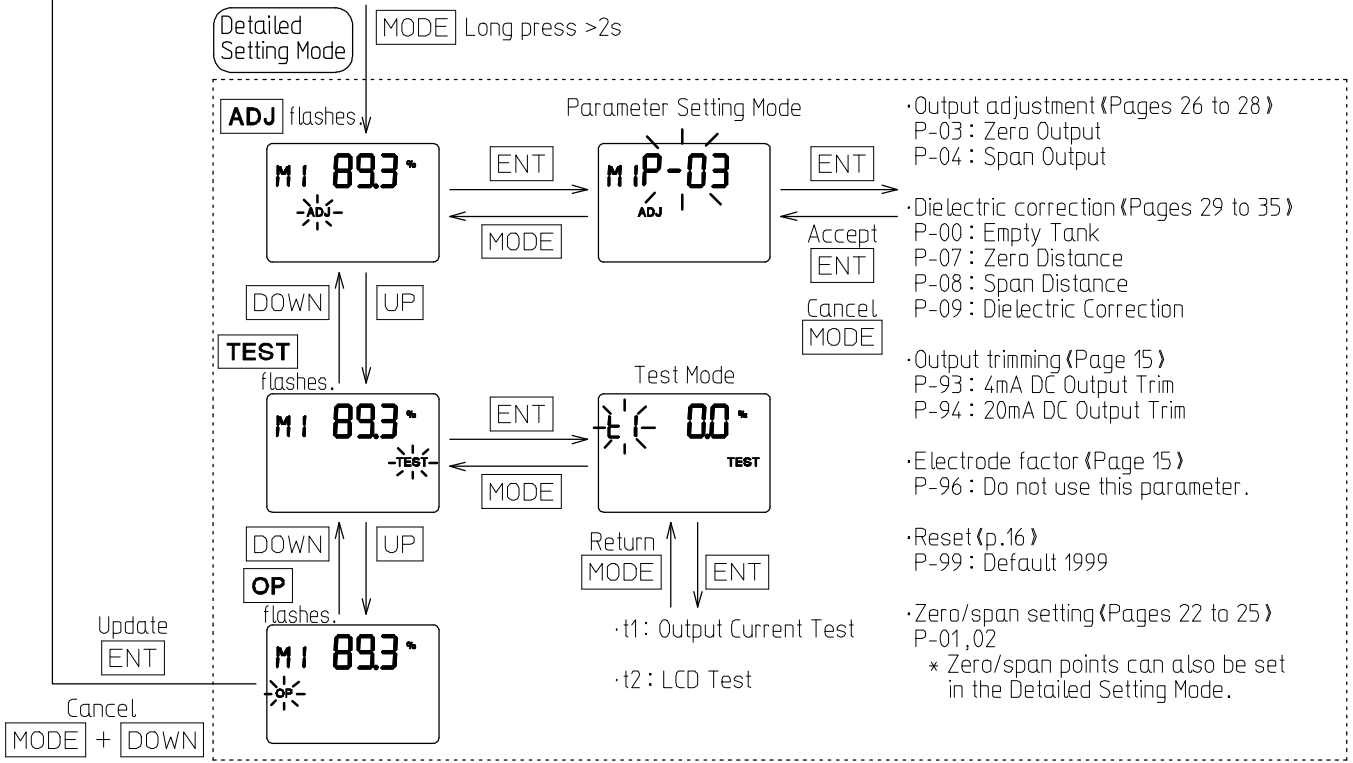 Detailed
Setting Mode
MODE Long press >2s
ADJ flashes.
M1 89.3 %
ADJ
ENT
MODE
Parameter Setting Mode
M1P-03
ADJ
ENT
Accept
ENT
Cancel
MODE
DOWN UP
TEST
flashes.
M1 89.3 %
TEST
ENT
MODE
Test Mode
t1 0.0 %
TEST
Return
MODE ENT
·t1: Output Current Test
·t2: LCD Test
DOWN UP
OP
flashes.
M1 89.3 %
OP
Update
ENT
Cancel
MODE + DOWN
·Output adjustment《Pages 26 to 28》
P-03: Zero Output
P-04: Span Output
·Dielectric correction《Pages 29 to 35》
P-00: Empty Tank
P-07: Zero Distance
P-08: Span Distance
P-09: Dielectric Correction
·Output trimming《Page 15》
P-93: 4mA DC Output Trim
P-94: 20mA DC Output Trim
·Electrode factor《Page 15》
P-96: Do not use this parameter.
·Reset《p.16》
P-99: Default 1999
·Zero/span setting《Pages 22 to 25》
P-01,02
* Zero/span points can also be set
in the Detailed Setting Mode.